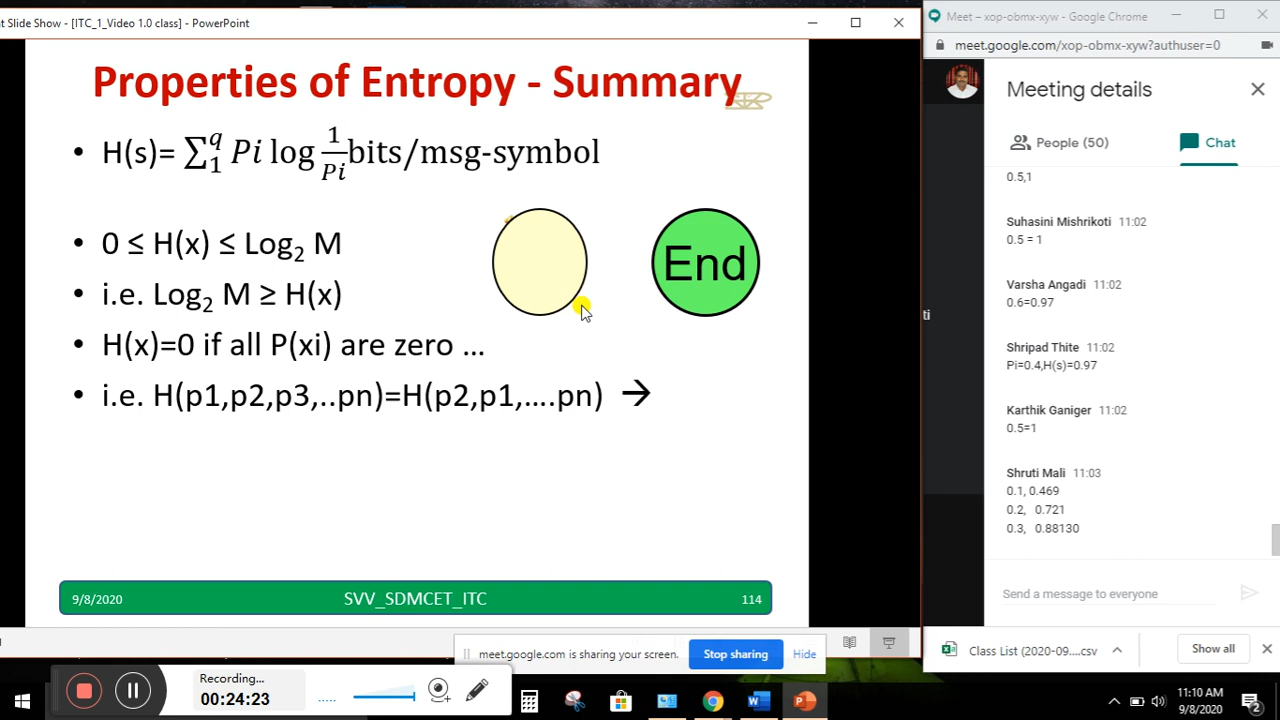 t Slide Show - [ITC_1_Video 1.0 class] - PowerPoint
Properties of Entropy - Summary
• H(s)= ∑₁^q Pi log 1/Pi bits/msg-symbol
• 0 ≤ H(x) ≤ Log₂ M
End
• i.e. Log₂ M ≥ H(x)
• H(x)=0 if all P(xi) are zero …
• i.e. H(p1,p2,p3,..pn)=H(p2,p1,….pn) →
9/8/2020 SVV_SDMCET_ITC 114
meet.google.com is sharing your screen. Stop sharing Hide
Recording...
00:24:23
Meet – xop-obmx-xyw - Google Chrome
meet.google.com/xop-obmx-xyw?authuser=0
Meeting details
People (50) Chat
0.5,1
Suhasini Mishrikoti 11:02
0.5 = 1
Varsha Angadi 11:02
0.6=0.97
ti
Shripad Thite 11:02
Pi=0.4,H(s)=0.97
Karthik Ganiger 11:02
0.5=1
Shruti Mali 11:03
0.1, 0.469
0.2, 0.721
0.3, 0.88130
Send a message to everyone
Class List (2020-09....csv Show all
11:10 AM
9/8/2020
2